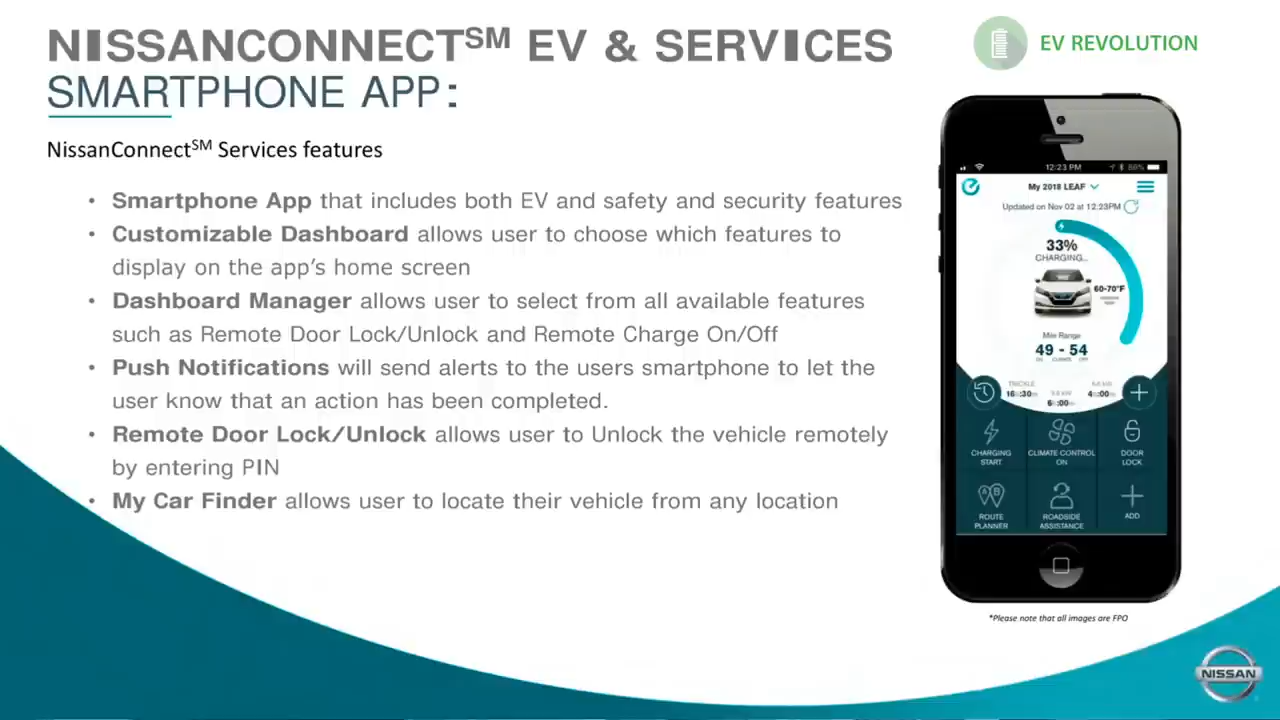 NISSANCONNECT℠ EV & SERVICES
SMARTPHONE APP:
EV REVOLUTION
NissanConnect℠ Services features
• Smartphone App that includes both EV and safety and security features
• Customizable Dashboard allows user to choose which features to
display on the app's home screen
• Dashboard Manager allows user to select from all available features
such as Remote Door Lock/Unlock and Remote Charge On/Off
• Push Notifications will send alerts to the users smartphone to let the
user know that an action has been completed.
• Remote Door Lock/Unlock allows user to Unlock the vehicle remotely
by entering PIN
• My Car Finder allows user to locate their vehicle from any location
12:23 PM
My 2018 LEAF
Updated on Nov 02 at 12:23PM
33%
CHARGING...
60-70°F
Mile Range
49 - 54
TRICKLE
CHARGING
START
CLIMATE CONTROL
ON
DOOR
LOCK
ROUTE
PLANNER
ROADSIDE
ASSISTANCE
ADD
*Please note that all images are FPO
NISSAN